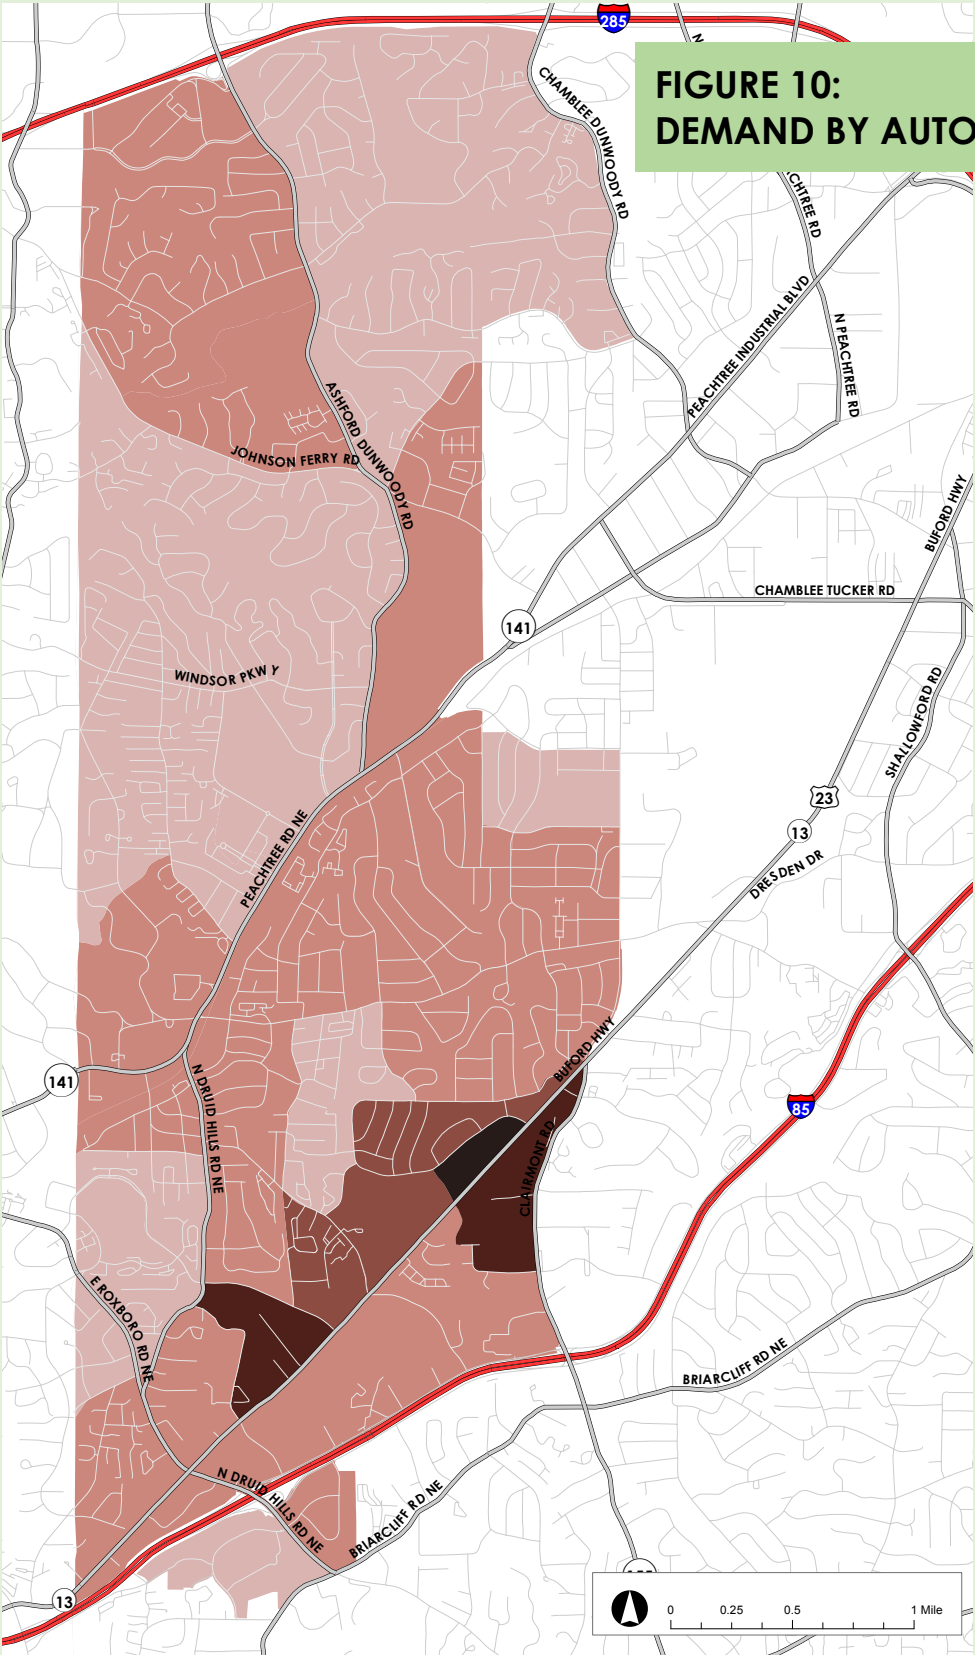 285
FIGURE 10:
DEMAND BY AUTO
N
CHAMBLEE DUNWOODY RD
CHTREE RD
PEACHTREE INDUSTRIAL BLVD
N PEACHTREE RD
ASHFORD DUNWOODY RD
JOHNSON FERRY RD
BUFORD HWY
CHAMBLEE TUCKER RD
141
WINDSOR PKWY
SHALLOWFORD RD
23
13
PEACHTREE RD NE
DRESDEN DR
BUFORD HWY
141
N DRUID HILLS RD NE
85
CLAIRMONT RD
E ROXBORO RD NE
BRIARCLIFF RD NE
N DRUID HILLS RD NE
BRIARCLIFF RD NE
13
0 0.25 0.5 1 Mile